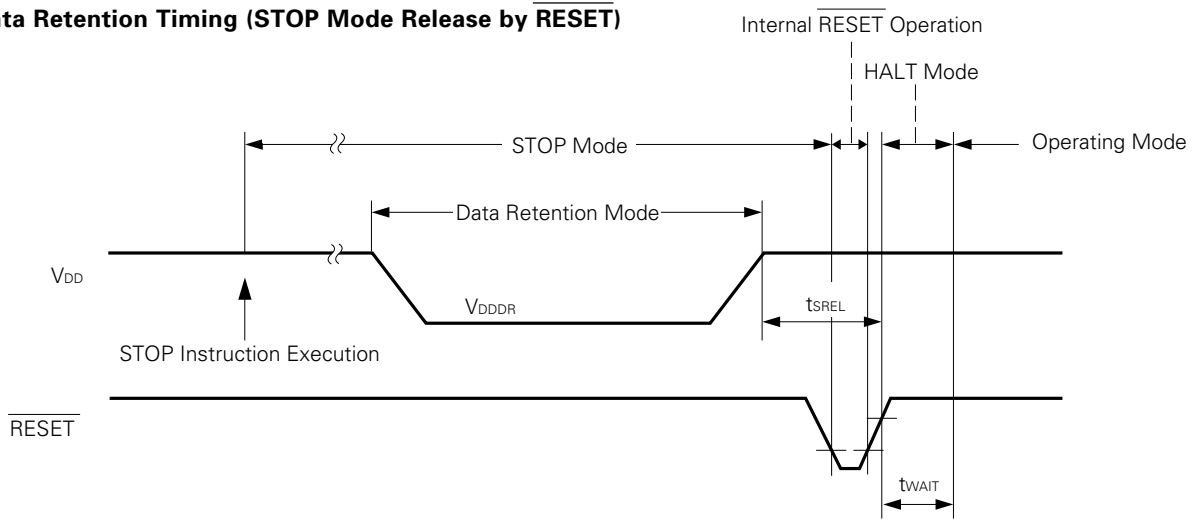 ata Retention Timing (STOP Mode Release by RESET)
Internal RESET Operation
HALT Mode
STOP Mode
Operating Mode
Data Retention Mode
VDD
VDDDR
tSREL
STOP Instruction Execution
RESET
tWAIT